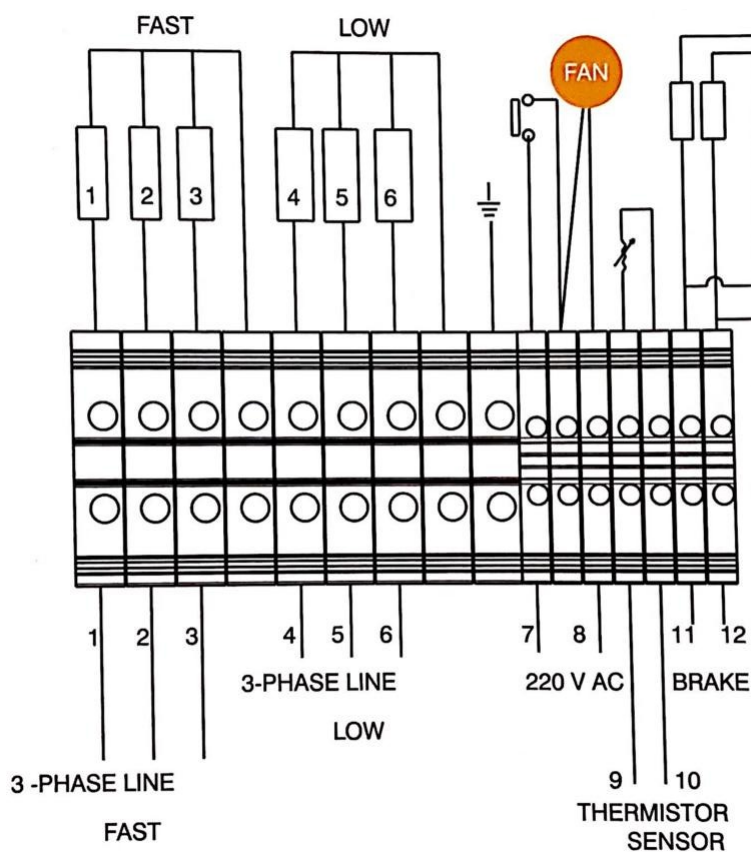 FAST
LOW
FAN
1 2 3
4 5 6
1 2 3
4 5 6
7 8
11 12
3-PHASE LINE
220 V AC
BRAKE
LOW
3 -PHASE LINE
9 10
FAST
THERMISTOR
SENSOR